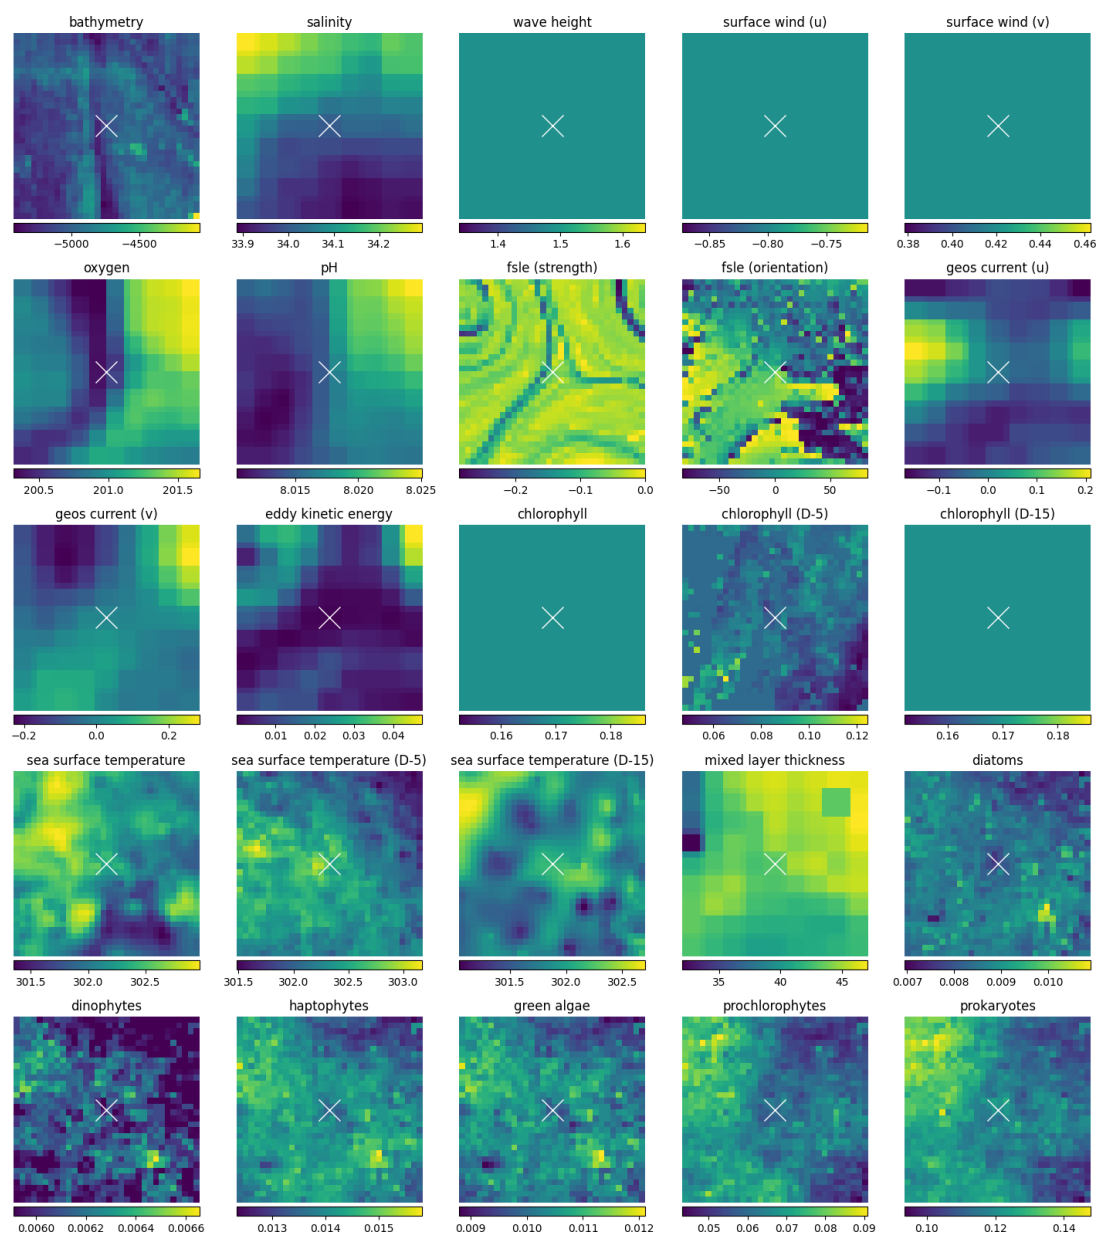 bathymetry salinity wave height surface wind (u) surface wind (v)
−5000 −4500 33.9 34.0 34.1 34.2 1.4 1.5 1.6 −0.85 −0.80 −0.75 0.38 0.40 0.42 0.44 0.46
oxygen pH fsle (strength) fsle (orientation) geos current (u)
200.5 201.0 201.5 8.015 8.020 8.025 −0.2 −0.1 0.0 −50 0 50 −0.1 0.0 0.1 0.2
geos current (v) eddy kinetic energy chlorophyll chlorophyll (D-5) chlorophyll (D-15)
−0.2 0.0 0.2 0.01 0.02 0.03 0.04 0.16 0.17 0.18 0.06 0.08 0.10 0.12 0.16 0.17 0.18
sea surface temperature sea surface temperature (D-5) sea surface temperature (D-15) mixed layer thickness diatoms
301.5 302.0 302.5 301.5 302.0 302.5 303.0 301.5 302.0 302.5 35 40 45 0.007 0.008 0.009 0.010
dinophytes haptophytes green algae prochlorophytes prokaryotes
0.0060 0.0062 0.0064 0.0066 0.013 0.014 0.015 0.009 0.010 0.011 0.012 0.05 0.06 0.07 0.08 0.09 0.10 0.12 0.14